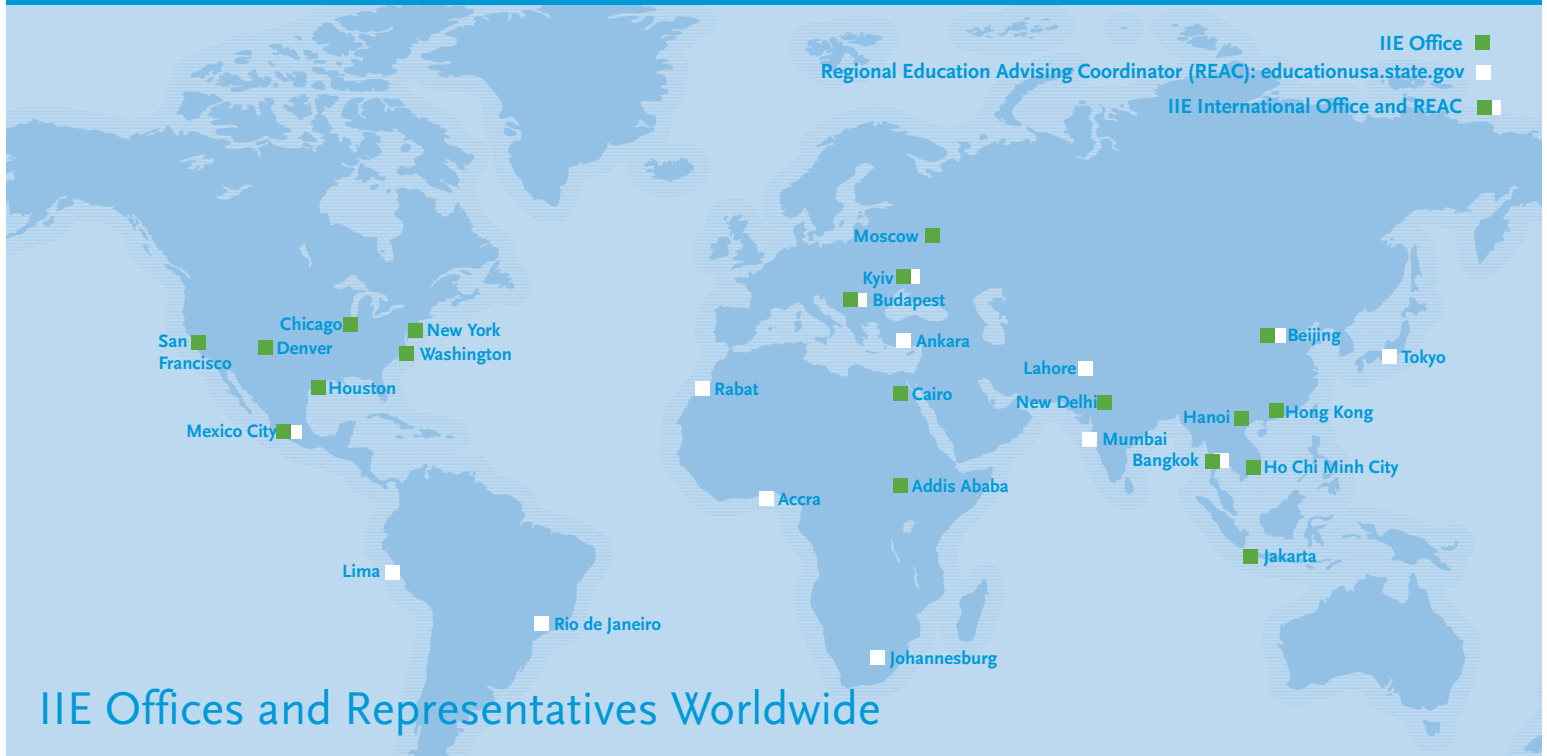 IIE Office
Regional Education Advising Coordinator (REAC): educationusa.state.gov
IIE International Office and REAC
Moscow
Kyiv
Budapest
Chicago
New York
San
Francisco
Denver
Washington
Ankara
Beijing
Tokyo
Lahore
Houston
Rabat
Cairo
New Delhi
Hanoi
Hong Kong
Mexico City
Mumbai
Bangkok
Ho Chi Minh City
Addis Ababa
Accra
Jakarta
Lima
Rio de Janeiro
Johannesburg
IIE Offices and Representatives Worldwide